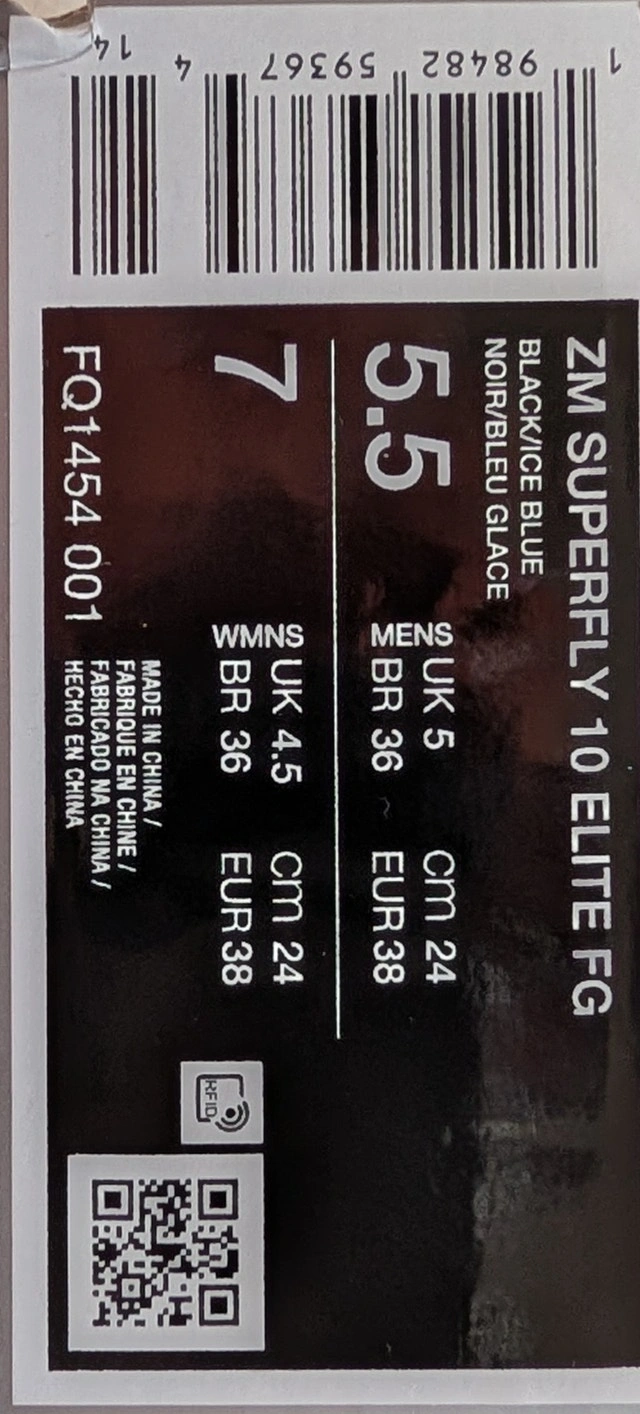 ZM SUPERFLY 10 ELITE FG
BLACK/ICE BLUE
NOIR/BLEU GLACE
5.5
MENS
UK 5
cm 24
BR 36
EUR 38
7
WMNS
UK 4.5
cm 24
BR 36
EUR 38
FQ1454 001
MADE IN CHINA /
FABRIQUE EN CHINE /
FABRICADO NA CHINA /
HECHO EN CHINA
RFID
1 98482 59367 4 14